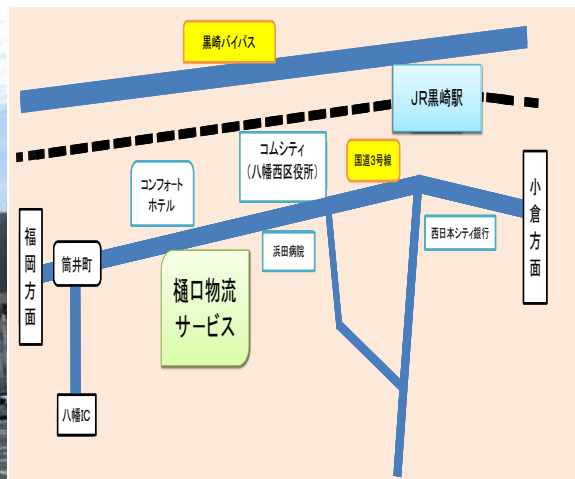 黒崎バイパス
JR黒崎駅
コムシティ
(八幡西区役所)
国道3号線
コンフォート
ホテル
小倉方面
西日本シティ銀行
浜田病院
福岡方面
筒井町
樋口物流
サービス
八幡IC